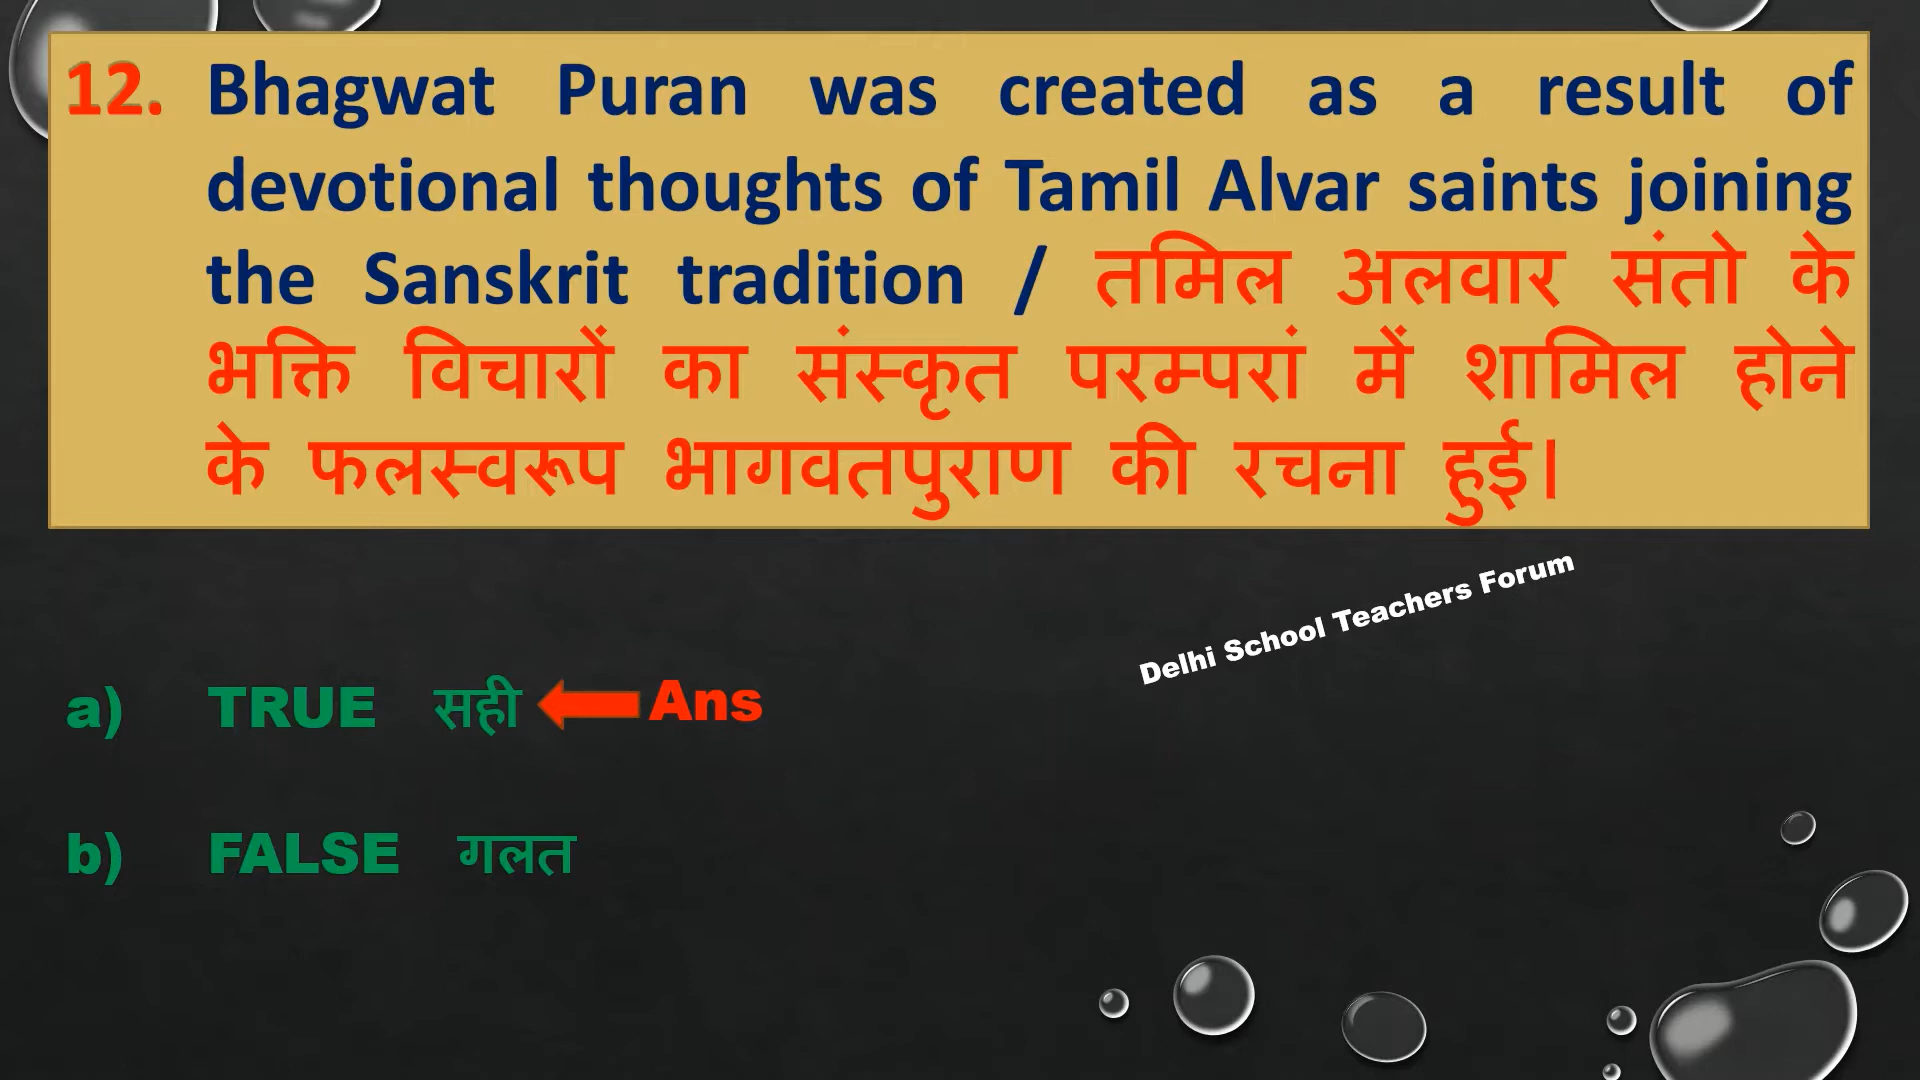 12. Bhagwat Puran was created as a result of
devotional thoughts of Tamil Alvar saints joining
the Sanskrit tradition / तमिल अलवार संतो के
भक्ति विचारों का संस्कृत परम्परां में शामिल होने
के फलस्वरूप भागवतपुराण की रचना हुई।
Delhi School Teachers Forum
a) TRUE सही Ans
b) FALSE गलत